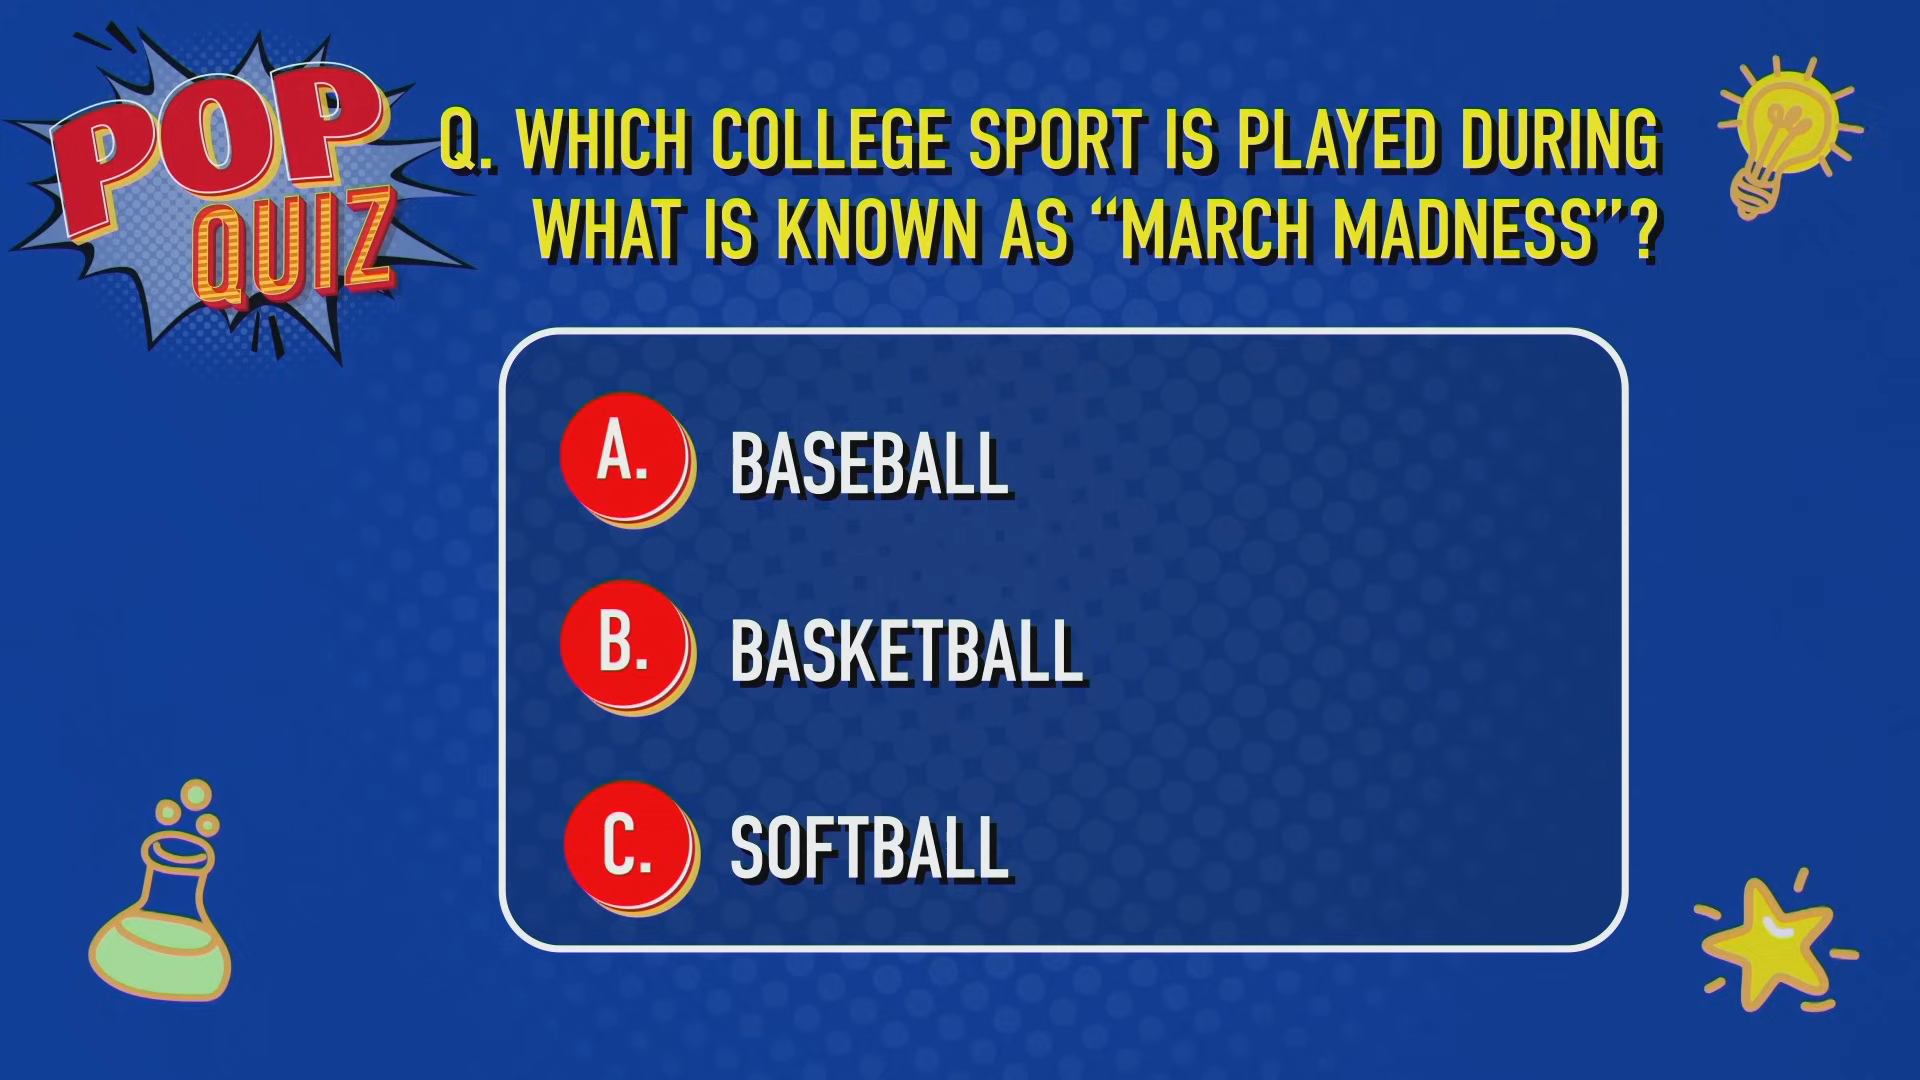 POP
QUIZ
Q. WHICH COLLEGE SPORT IS PLAYED DURING
WHAT IS KNOWN AS “MARCH MADNESS”?
A. BASEBALL
B. BASKETBALL
C. SOFTBALL